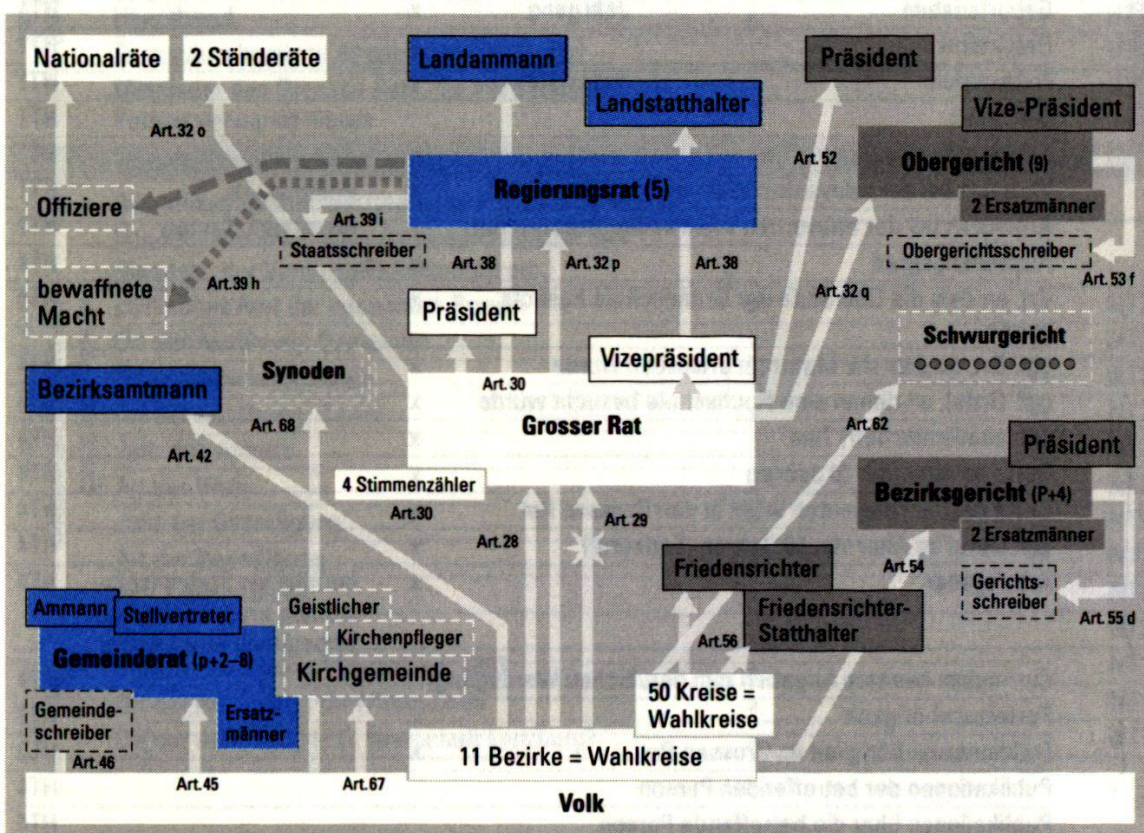 Nationalräte
2 Ständeräte
Landammann
Landstatthalter
Präsident
Vize-Präsident
Art. 32 o
Art. 52
Obergericht (9)
2 Ersatzmänner
Obergerichtsschreiber
Art. 53 f
Offiziere
Regierungsrat (5)
Art. 39 i
Staatsschreiber
Art. 38
Art. 32 p
Art. 38
Art. 32 q
bewaffnete
Macht
Art. 39 h
Präsident
Vizepräsident
Schwurgericht
Bezirksamtmann
Synoden
Art. 30
Grosser Rat
Art. 68
Art. 42
Art. 62
Präsident
Bezirksgericht (P+4)
2 Ersatzmänner
4 Stimmenzähler
Art. 30
Art. 28
Art. 29
Art. 54
Gerichts-
schreiber
Art. 55 d
Friedensrichter
Friedensrichter-
Statthalter
Art. 56
Ammann
Stellvertreter
Gemeinderat (p+2–8)
Gemeinde-
schreiber
Ersatz-
männer
Geistlicher
Kirchenpfleger
Kirchgemeinde
50 Kreise =
Wahlkreise
11 Bezirke = Wahlkreise
Art. 46
Art. 45
Art. 67
Volk